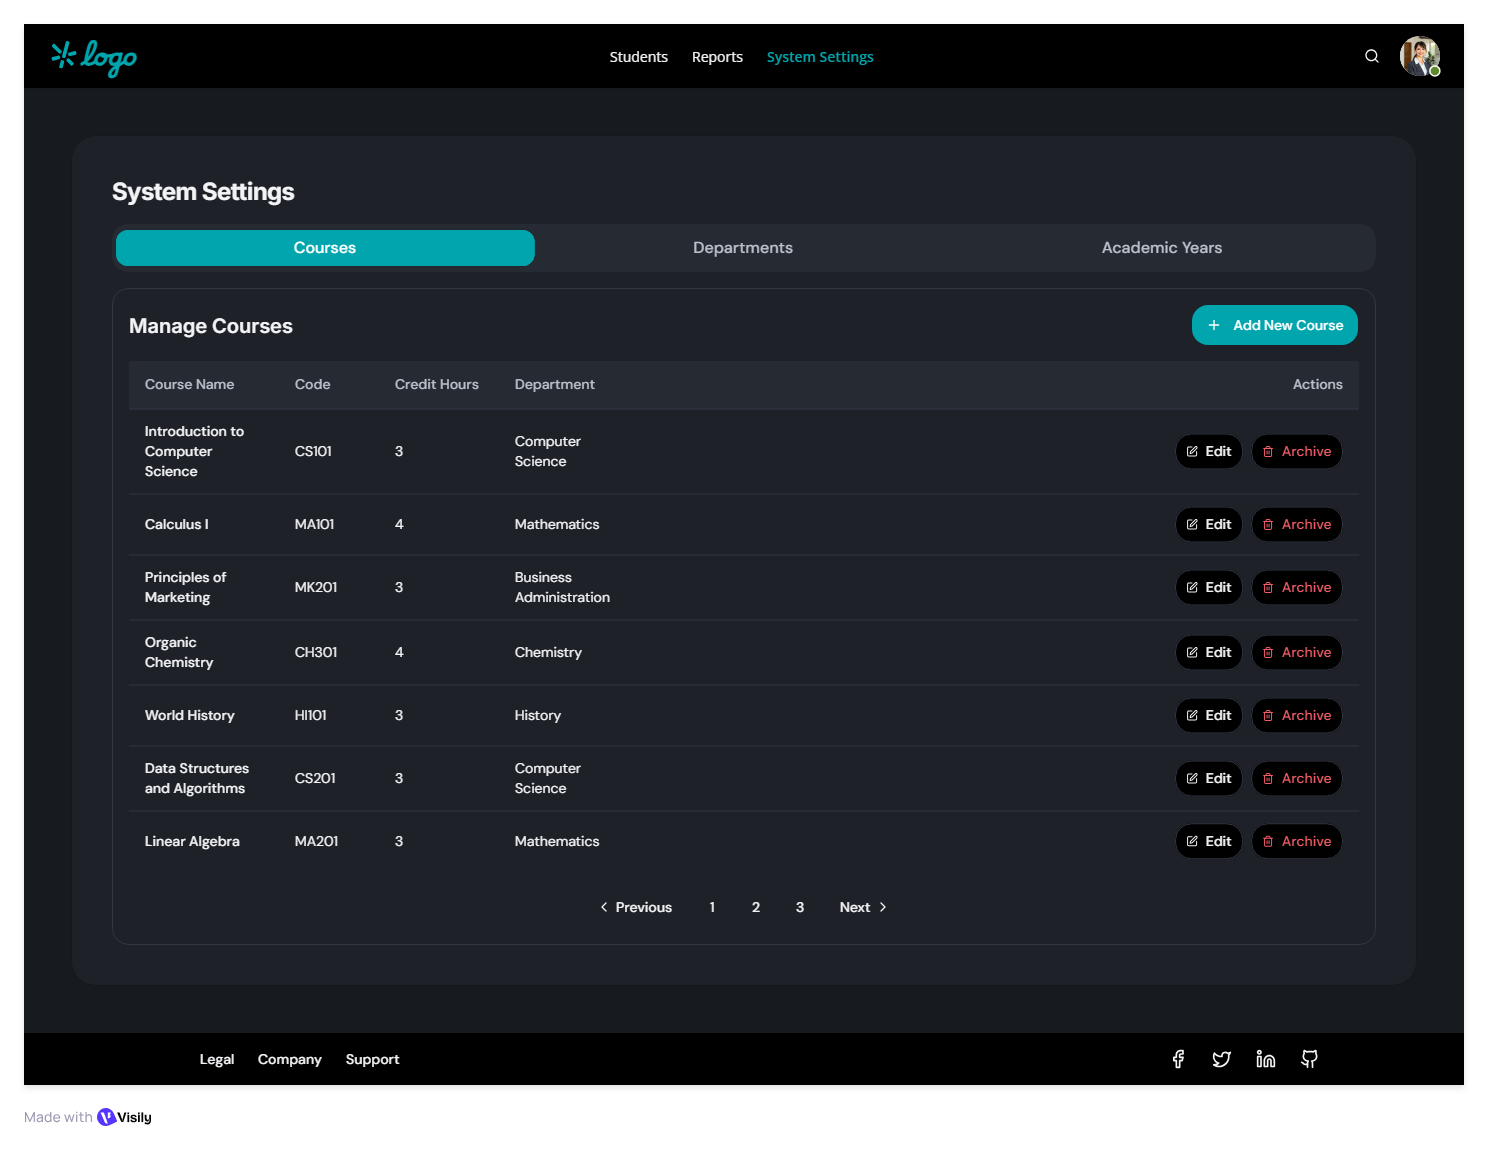 logo
Students Reports System Settings
System Settings
Courses Departments Academic Years
Manage Courses
Add New Course
Course Name Code Credit Hours Department Actions
Introduction to
Computer
Science
CS101 3
Computer
Science
Edit Archive
Calculus I MA101 4 Mathematics Edit Archive
Principles of
Marketing
MK201 3
Business
Administration
Edit Archive
Organic
Chemistry
CH301 4 Chemistry Edit Archive
World History HI101 3 History Edit Archive
Data Structures
and Algorithms
CS201 3
Computer
Science
Edit Archive
Linear Algebra MA201 3 Mathematics Edit Archive
Previous 1 2 3 Next
Legal Company Support
Made with Visily